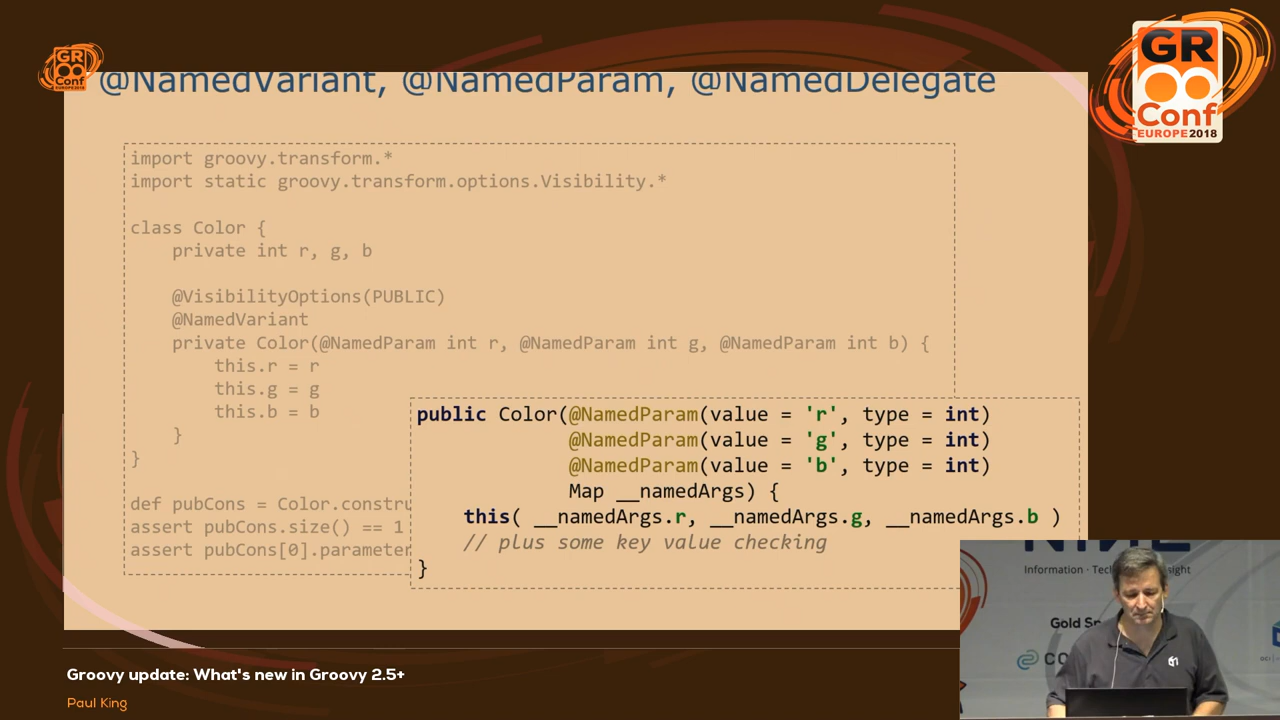 GR
Conf
EUROPE 2018
@NamedVariant, @NamedParam, @NamedDelegate
GR
Conf
EUROPE 2018
import groovy.transform.*
import static groovy.transform.options.Visibility.*
class Color {
private int r, g, b
@VisibilityOptions(PUBLIC)
@NamedVariant
private Color(@NamedParam int r, @NamedParam int g, @NamedParam int b) {
this.r = r
this.g = g
this.b = b
}
}
def pubCons = Color.constru
assert pubCons.size() == 1
assert pubCons[0].parameter
public Color(@NamedParam(value = 'r', type = int)
@NamedParam(value = 'g', type = int)
@NamedParam(value = 'b', type = int)
Map __namedArgs) {
this( __namedArgs.r, __namedArgs.g, __namedArgs.b )
// plus some key value checking
}
Information · Tec
sight
Gold Sp
Groovy update: What's new in Groovy 2.5+
Paul King